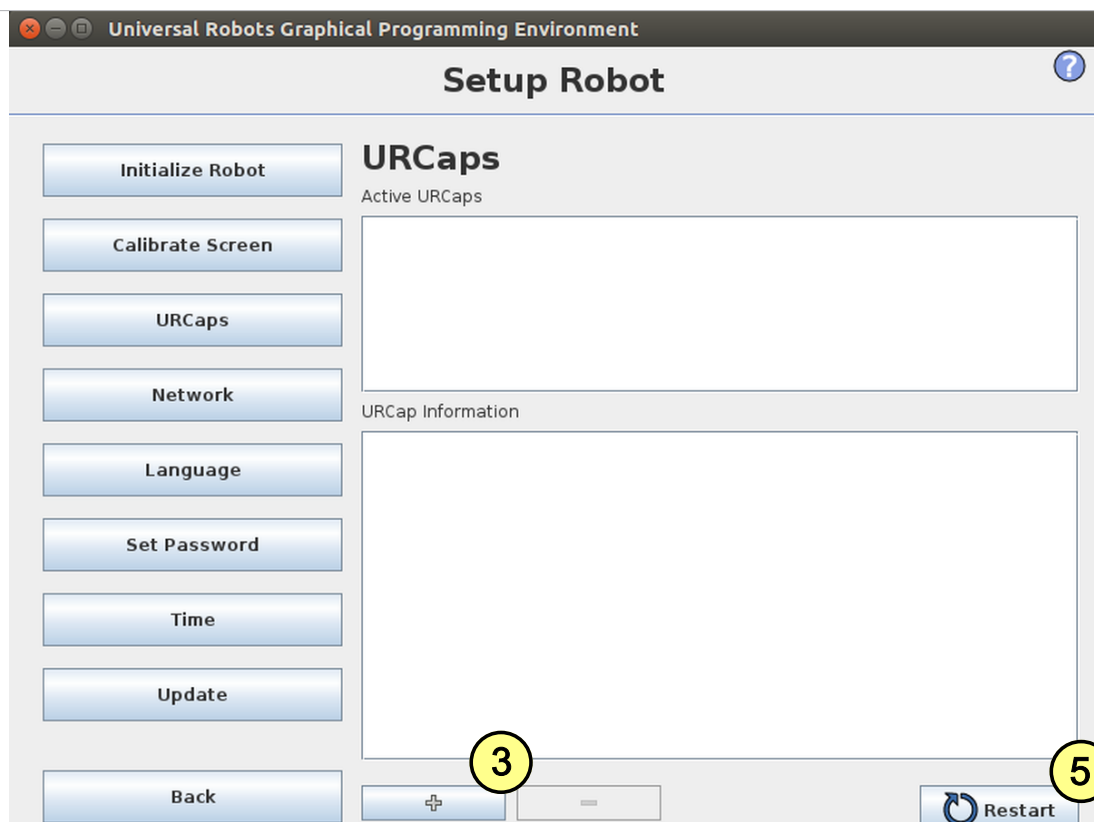 Universal Robots Graphical Programming Environment
Setup Robot
?
Initialize Robot
Calibrate Screen
URCaps
Network
Language
Set Password
Time
Update
Back
URCaps
Active URCaps
URCap Information
3
5
Restart